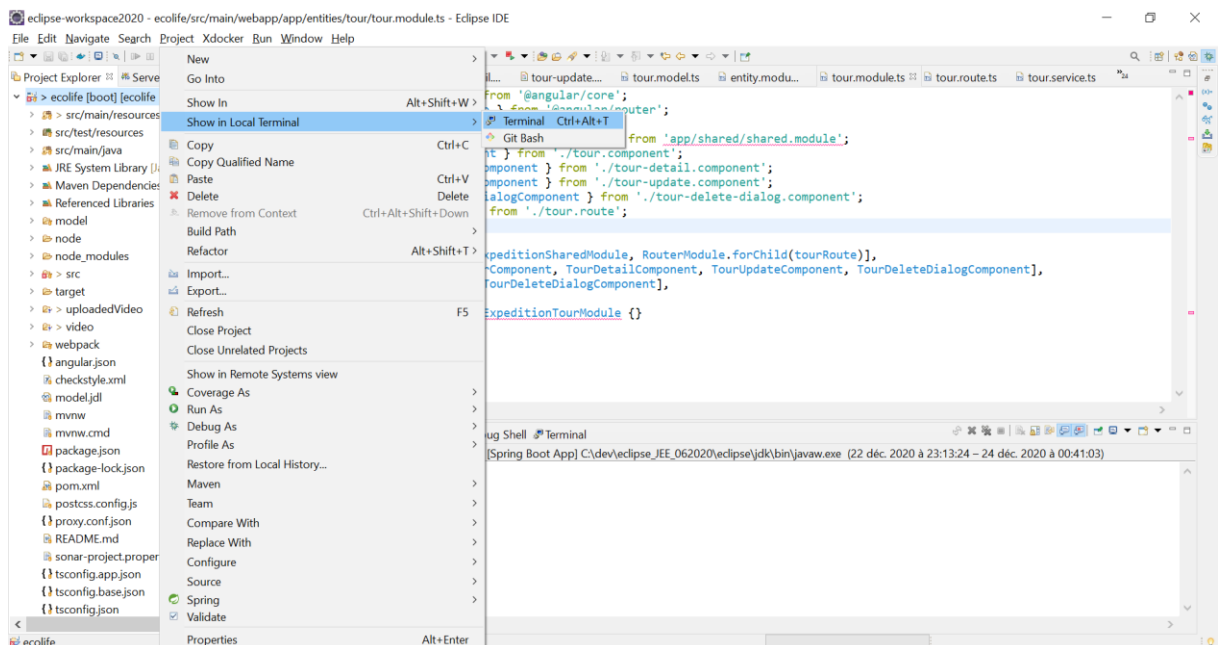 eclipse-workspace2020 - ecolife/src/main/webapp/app/entities/tour/tour.module.ts - Eclipse IDE
File Edit Navigate Search Project Xdocker Run Window Help
Project Explorer Serve
tour-update.... tour.model.ts entity.modu... tour.module.ts tour.route.ts tour.service.ts 24
> ecolife [boot] [ecolife
> src/main/resources
src/test/resources
src/main/java
JRE System Library
Maven Dependencies
Referenced Libraries
model
node
node_modules
> src
target
> uploadedVideo
> video
webpack
angular.json
checkstyle.xml
model.jdl
mvnw
mvnw.cmd
package.json
package-lock.json
pom.xml
postcss.config.js
proxy.conf.json
README.md
sonar-project.proper
tsconfig.app.json
tsconfig.base.json
tsconfig.json
ecolife
New
Go Into
Show In Alt+Shift+W >
Show in Local Terminal
Copy Ctrl+C
Copy Qualified Name
Paste Ctrl+V
Delete Delete
Remove from Context Ctrl+Alt+Shift+Down
Build Path
Refactor Alt+Shift+T >
Import...
Export...
Refresh F5
Close Project
Close Unrelated Projects
Show in Remote Systems view
Coverage As
Run As
Debug As
Profile As
Restore from Local History...
Maven
Team
Compare With
Replace With
Configure
Source
Spring
Validate
Properties Alt+Enter
Terminal Ctrl+Alt+T
Git Bash
from '@angular/core';
} from '@angular/router';
from 'app/shared/shared.module';
nt } from './tour.component';
omponent } from './tour-detail.component';
omponent } from './tour-update.component';
ialogComponent } from './tour-delete-dialog.component';
from './tour.route';
xpeditionSharedModule, RouterModule.forChild(tourRoute)],
rComponent, TourDetailComponent, TourUpdateComponent, TourDeleteDialogComponent],
TourDeleteDialogComponent],
ExpeditionTourModule {}
ug Shell Terminal
[Spring Boot App] C:\dev\eclipse_JEE_062020\eclipse\jdk\bin\javaw.exe (22 déc. 2020 à 23:13:24 – 24 déc. 2020 à 00:41:03)